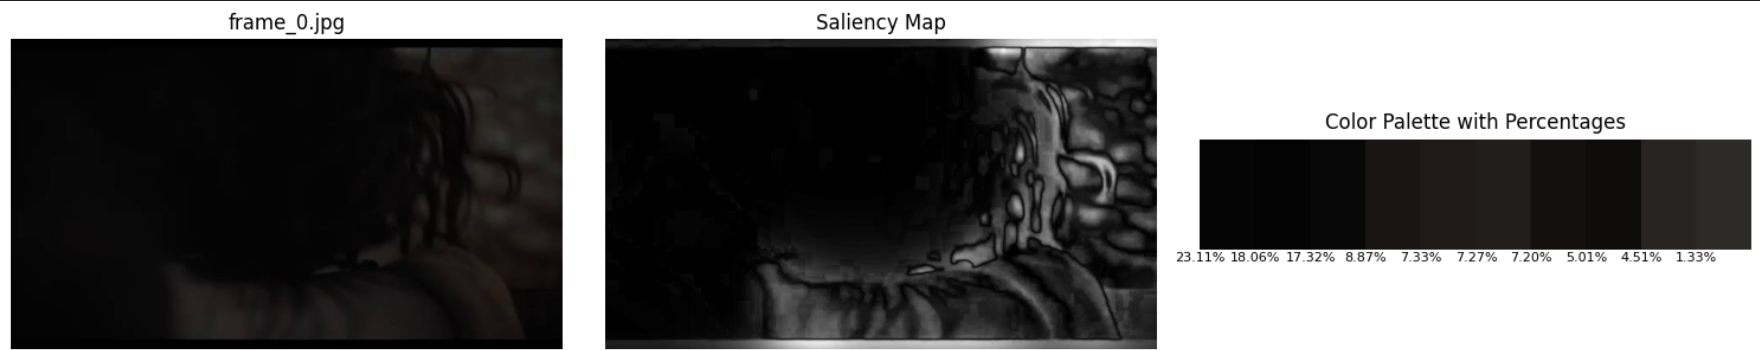 frame_0.jpg
Saliency Map
Color Palette with Percentages
23.11% 18.06% 17.32% 8.87% 7.33% 7.27% 7.20% 5.01% 4.51% 1.33%